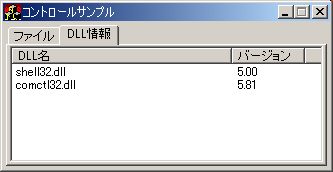 コントロールサンプル
ファイル DLL情報
DLL名 バージョン
shell32.dll 5.00
comctl32.dll 5.81